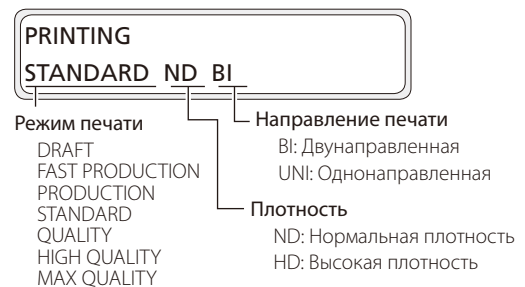 PRINTING
STANDARD ND BI
Режим печати
DRAFT
FAST PRODUCTION
PRODUCTION
STANDARD
QUALITY
HIGH QUALITY
MAX QUALITY
Направление печати
BI: Двунаправленная
UNI: Однонаправленная
Плотность
ND: Нормальная плотность
HD: Высокая плотность